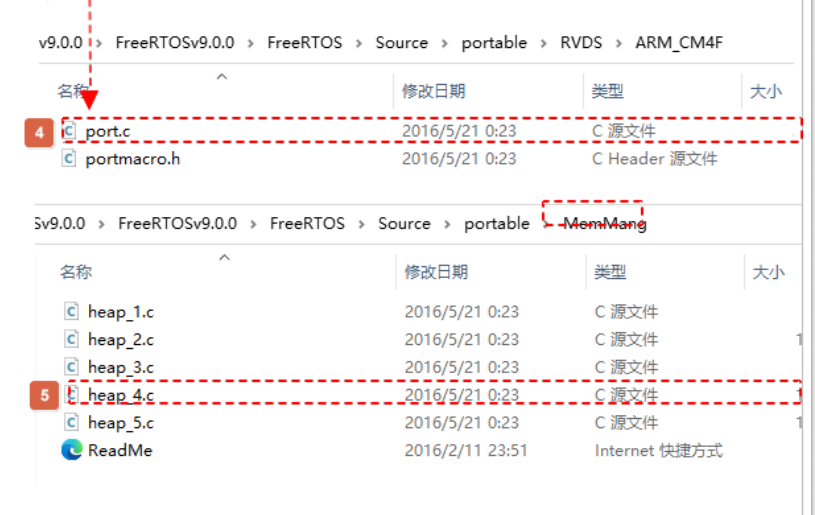 v9.0.0 > FreeRTOSv9.0.0 > FreeRTOS > Source > portable > RVDS > ARM_CM4F
名称 修改日期 类型 大小
4 port.c 2016/5/21 0:23 C 源文件
portmacro.h 2016/5/21 0:23 C Header 源文件
Sv9.0.0 > FreeRTOSv9.0.0 > FreeRTOS > Source > portable > MemMang
名称 修改日期 类型 大小
heap_1.c 2016/5/21 0:23 C 源文件
heap_2.c 2016/5/21 0:23 C 源文件 1
heap_3.c 2016/5/21 0:23 C 源文件
5 heap_4.c 2016/5/21 0:23 C 源文件 1
heap_5.c 2016/5/21 0:23 C 源文件 1
ReadMe 2016/2/11 23:51 Internet 快捷方式